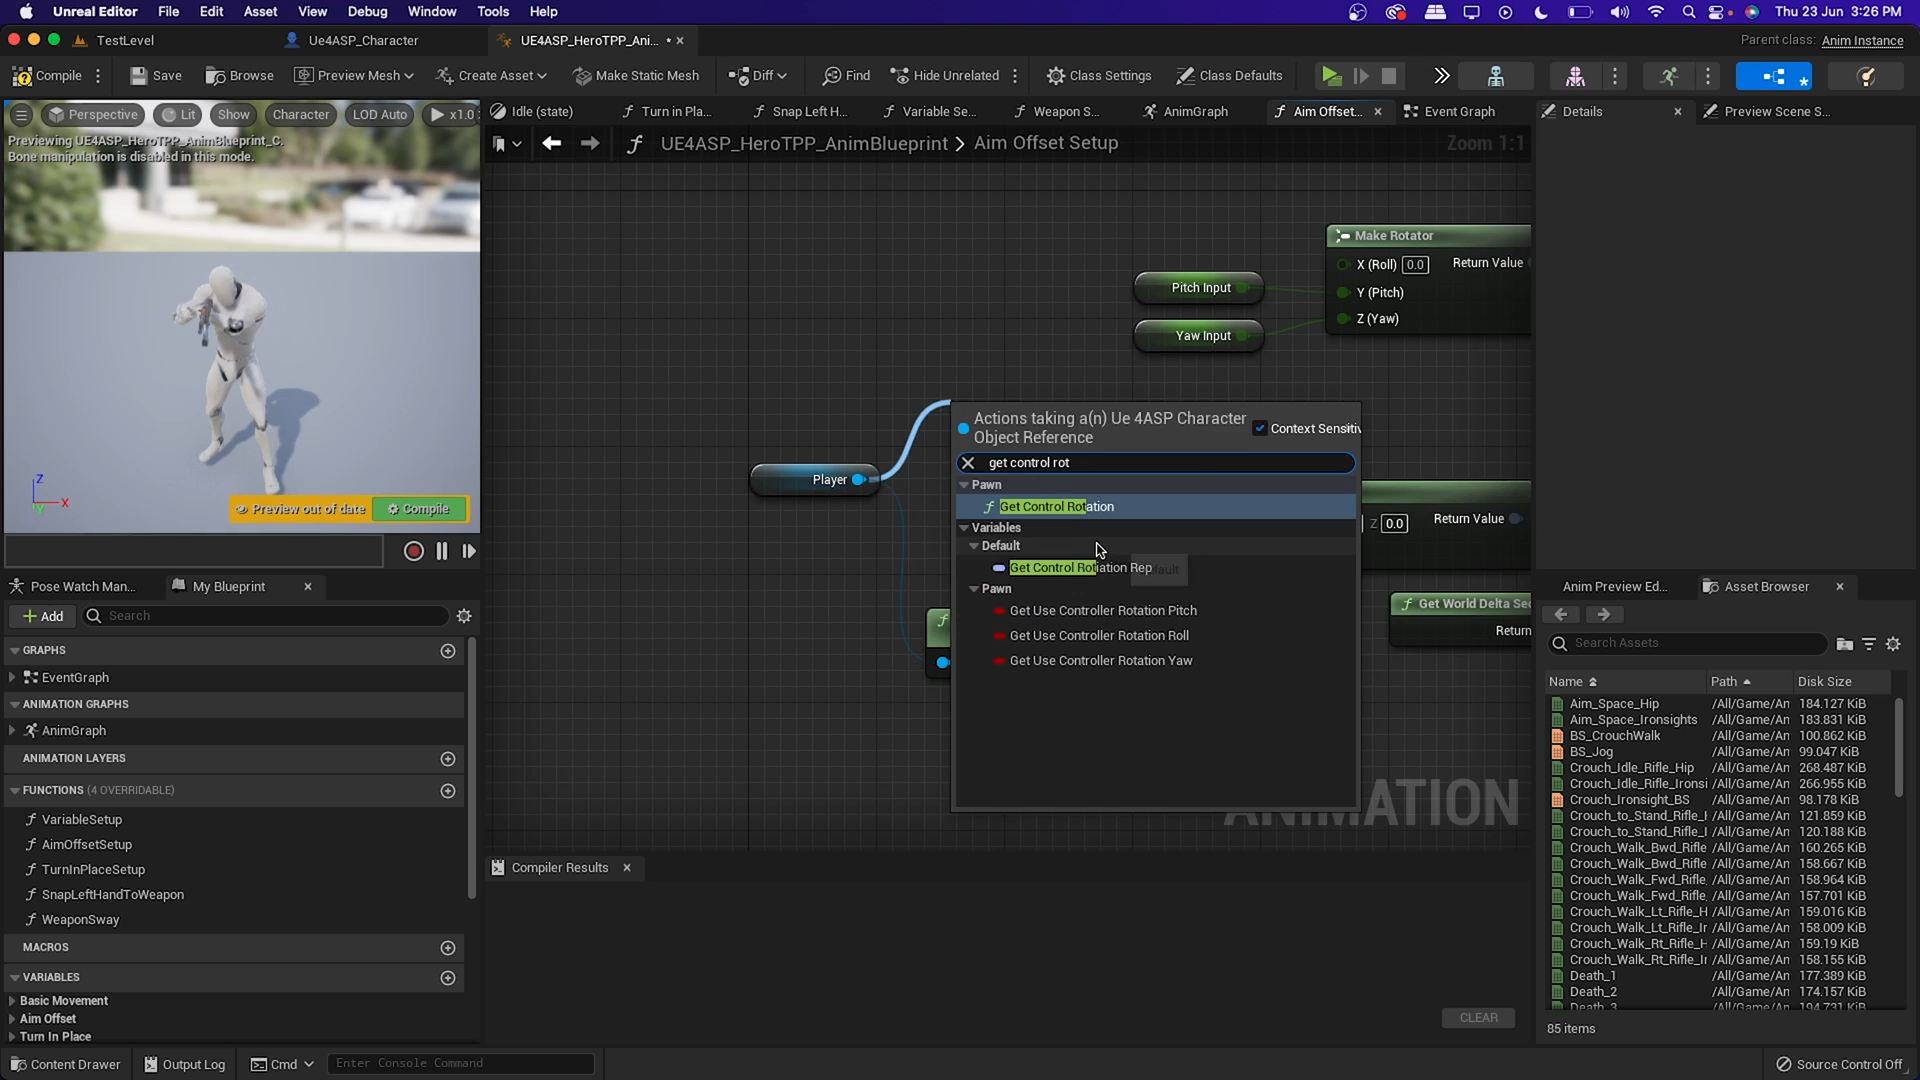 Unreal Editor File Edit Asset View Debug Window Tools Help Thu 23 Jun 3:26 PM
TestLevel Ue4ASP_Character UE4ASP_HeroTPP_Ani... Parent class: Anim Instance
Compile Save Browse Preview Mesh Create Asset Make Static Mesh Diff Find Hide Unrelated Class Settings Class Defaults
Perspective Lit Show Character LOD Auto x1.0
Previewing UE4ASP_HeroTPP_AnimBlueprint_C.
Bone manipulation is disabled in this mode.
Z
X
Preview out of date Compile
Idle (state) Turn in Pla... Snap Left H... Variable Se... Weapon S... AnimGraph Aim Offset... Event Graph
UE4ASP_HeroTPP_AnimBlueprint > Aim Offset Setup Zoom 1:1
Make Rotator
X (Roll) 0.0 Return Value
Pitch Input Y (Pitch)
Yaw Input Z (Yaw)
Player
Actions taking a(n) Ue 4ASP Character
Object Reference
Context Sensitiv
get control rot
Pawn
Get Control Rotation
Variables
Default
Get Control Rotation Rep
Pawn
Get Use Controller Rotation Pitch
Get Use Controller Rotation Roll
Get Use Controller Rotation Yaw
Z 0.0 Return Value
Get World Delta Sec
Return
Compiler Results
CLEAR
Pose Watch Man... My Blueprint
Add Search
GRAPHS
EventGraph
ANIMATION GRAPHS
AnimGraph
ANIMATION LAYERS
FUNCTIONS (4 OVERRIDABLE)
VariableSetup
AimOffsetSetup
TurnInPlaceSetup
SnapLeftHandToWeapon
WeaponSway
MACROS
VARIABLES
Basic Movement
Aim Offset
Turn In Place
Details Preview Scene S...
Anim Preview Ed... Asset Browser
Search Assets
Name Path Disk Size
Aim_Space_Hip /All/Game/An 184.127 KiB
Aim_Space_Ironsights /All/Game/An 183.831 KiB
BS_CrouchWalk /All/Game/An 100.862 KiB
BS_Jog /All/Game/An 99.047 KiB
Crouch_Idle_Rifle_Hip /All/Game/An 268.487 KiB
Crouch_Idle_Rifle_Ironsi /All/Game/An 266.955 KiB
Crouch_Ironsight_BS /All/Game/An 98.178 KiB
Crouch_to_Stand_Rifle_I /All/Game/An 121.859 KiB
Crouch_to_Stand_Rifle_I /All/Game/An 120.188 KiB
Crouch_Walk_Bwd_Rifle /All/Game/An 160.265 KiB
Crouch_Walk_Bwd_Rifle /All/Game/An 158.667 KiB
Crouch_Walk_Fwd_Rifle_ /All/Game/An 158.964 KiB
Crouch_Walk_Fwd_Rifle_ /All/Game/An 157.701 KiB
Crouch_Walk_Lt_Rifle_H /All/Game/An 159.016 KiB
Crouch_Walk_Lt_Rifle_Ir /All/Game/An 158.009 KiB
Crouch_Walk_Rt_Rifle_H /All/Game/An 159.19 KiB
Crouch_Walk_Rt_Rifle_Ir /All/Game/An 158.155 KiB
Death_1 /All/Game/An 177.389 KiB
Death_2 /All/Game/An 174.157 KiB
Death_3 /All/Game/An 194.731 KiB
85 items
Content Drawer Output Log Cmd Enter Console Command Source Control Off